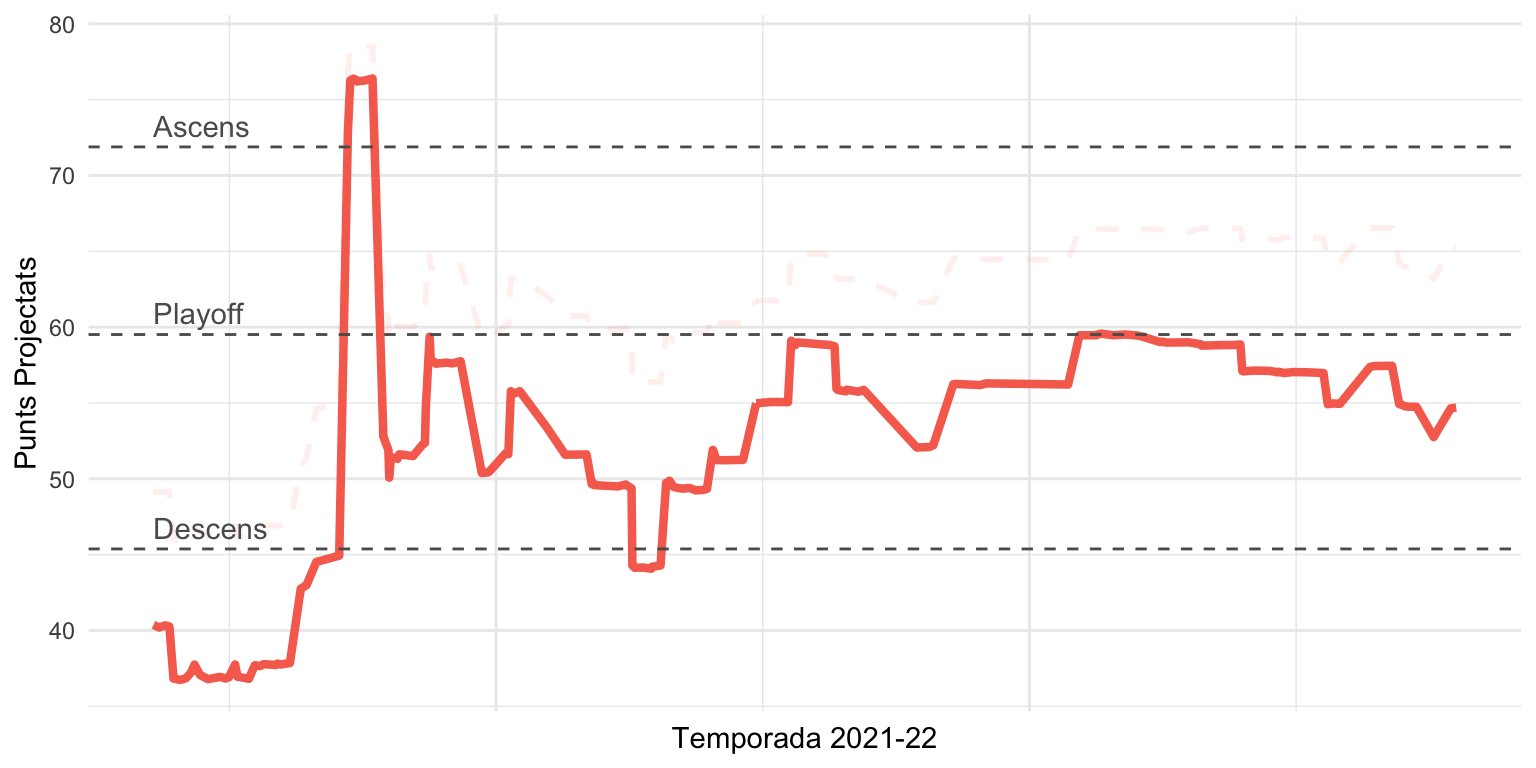 80
Ascens
70
Playoff
60
50
Descens
40
Punts Projectats
Temporada 2021-22